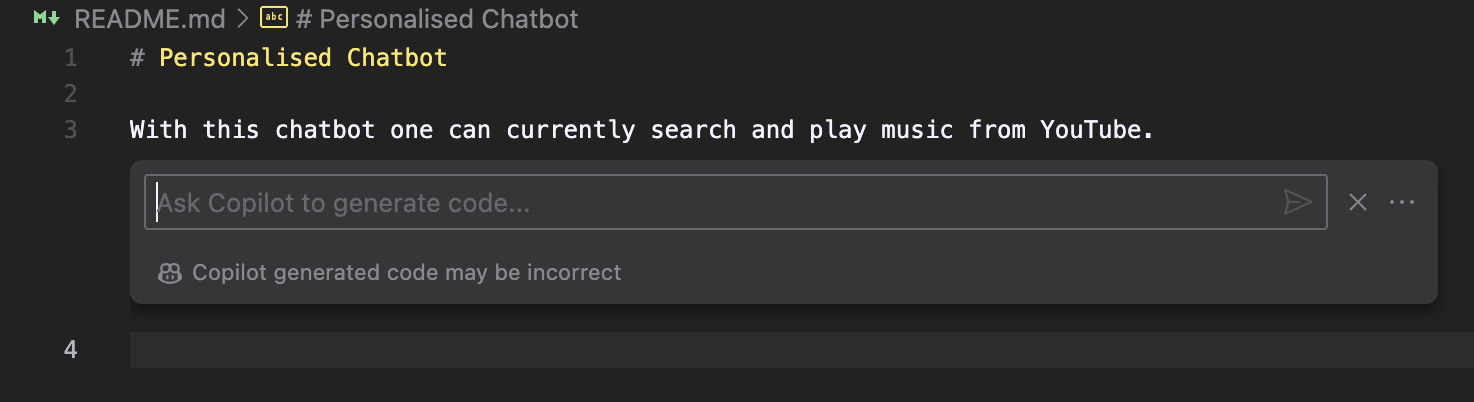 README.md > abc # Personalised Chatbot
1 # Personalised Chatbot
2
3 With this chatbot one can currently search and play music from YouTube.
Ask Copilot to generate code...
Copilot generated code may be incorrect
4